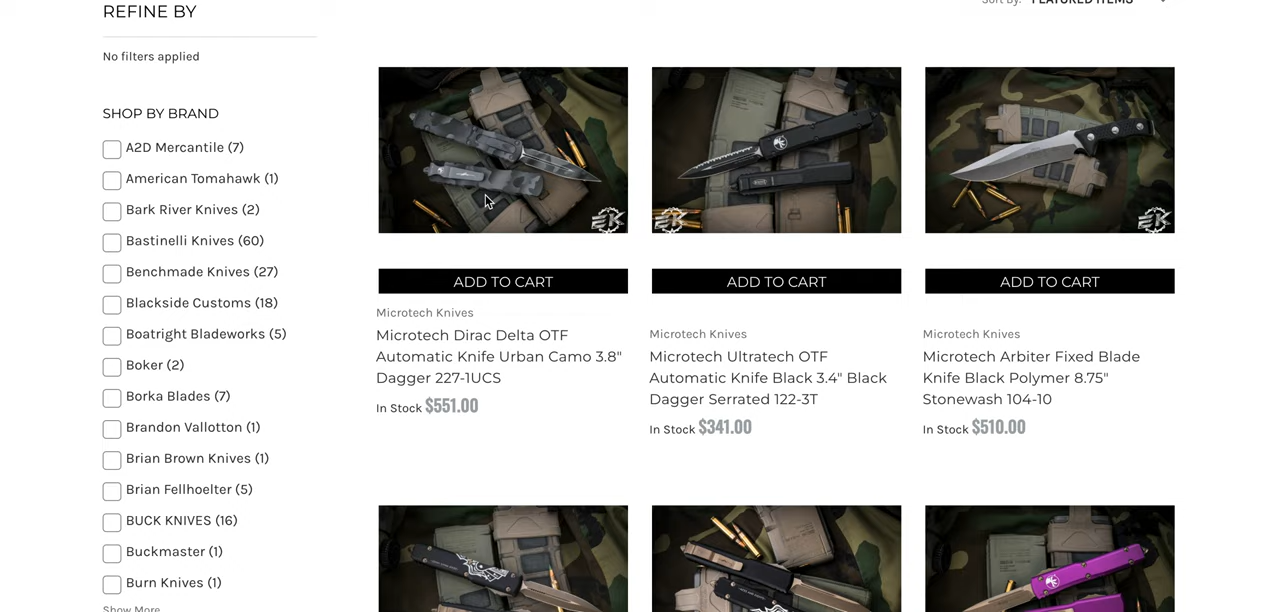 REFINE BY
FEATURED ITEMS
No filters applied
SHOP BY BRAND
A2D Mercantile (7)
American Tomahawk (1)
Bark River Knives (2)
Bastinelli Knives (60)
Benchmade Knives (27)
Blackside Customs (18)
Boatright Bladeworks (5)
Boker (2)
Borka Blades (7)
Brandon Vallotton (1)
Brian Brown Knives (1)
Brian Fellhoelter (5)
BUCK KNIVES (16)
Buckmaster (1)
Burn Knives (1)
Show More
EK
ADD TO CART
Microtech Knives
Microtech Dirac Delta OTF
Automatic Knife Urban Camo 3.8"
Dagger 227-1UCS
In Stock $551.00
EK
ADD TO CART
Microtech Knives
Microtech Ultratech OTF
Automatic Knife Black 3.4" Black
Dagger Serrated 122-3T
In Stock $341.00
EK
ADD TO CART
Microtech Knives
Microtech Arbiter Fixed Blade
Knife Black Polymer 8.75"
Stonewash 104-10
In Stock $510.00